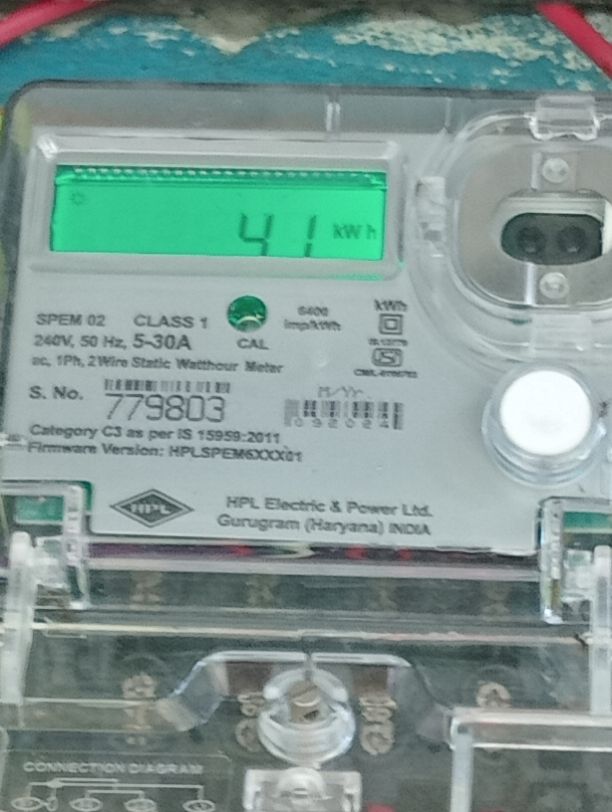 41 kWh
SPEM 02 CLASS 1
240V, 50 Hz, 5-30A
ac, 1Ph, 2Wire Static Watthour Meter
CAL
6400
imp/kWh
kWh
S. No.
779803
M/Yr.
092024
Category C3 as per IS 15959:2011
Firmware Version: HPLSPEM6XXX01
HPL
HPL Electric & Power Ltd.
Gurugram (Haryana) INDIA
CONNECTION DIAGRAM